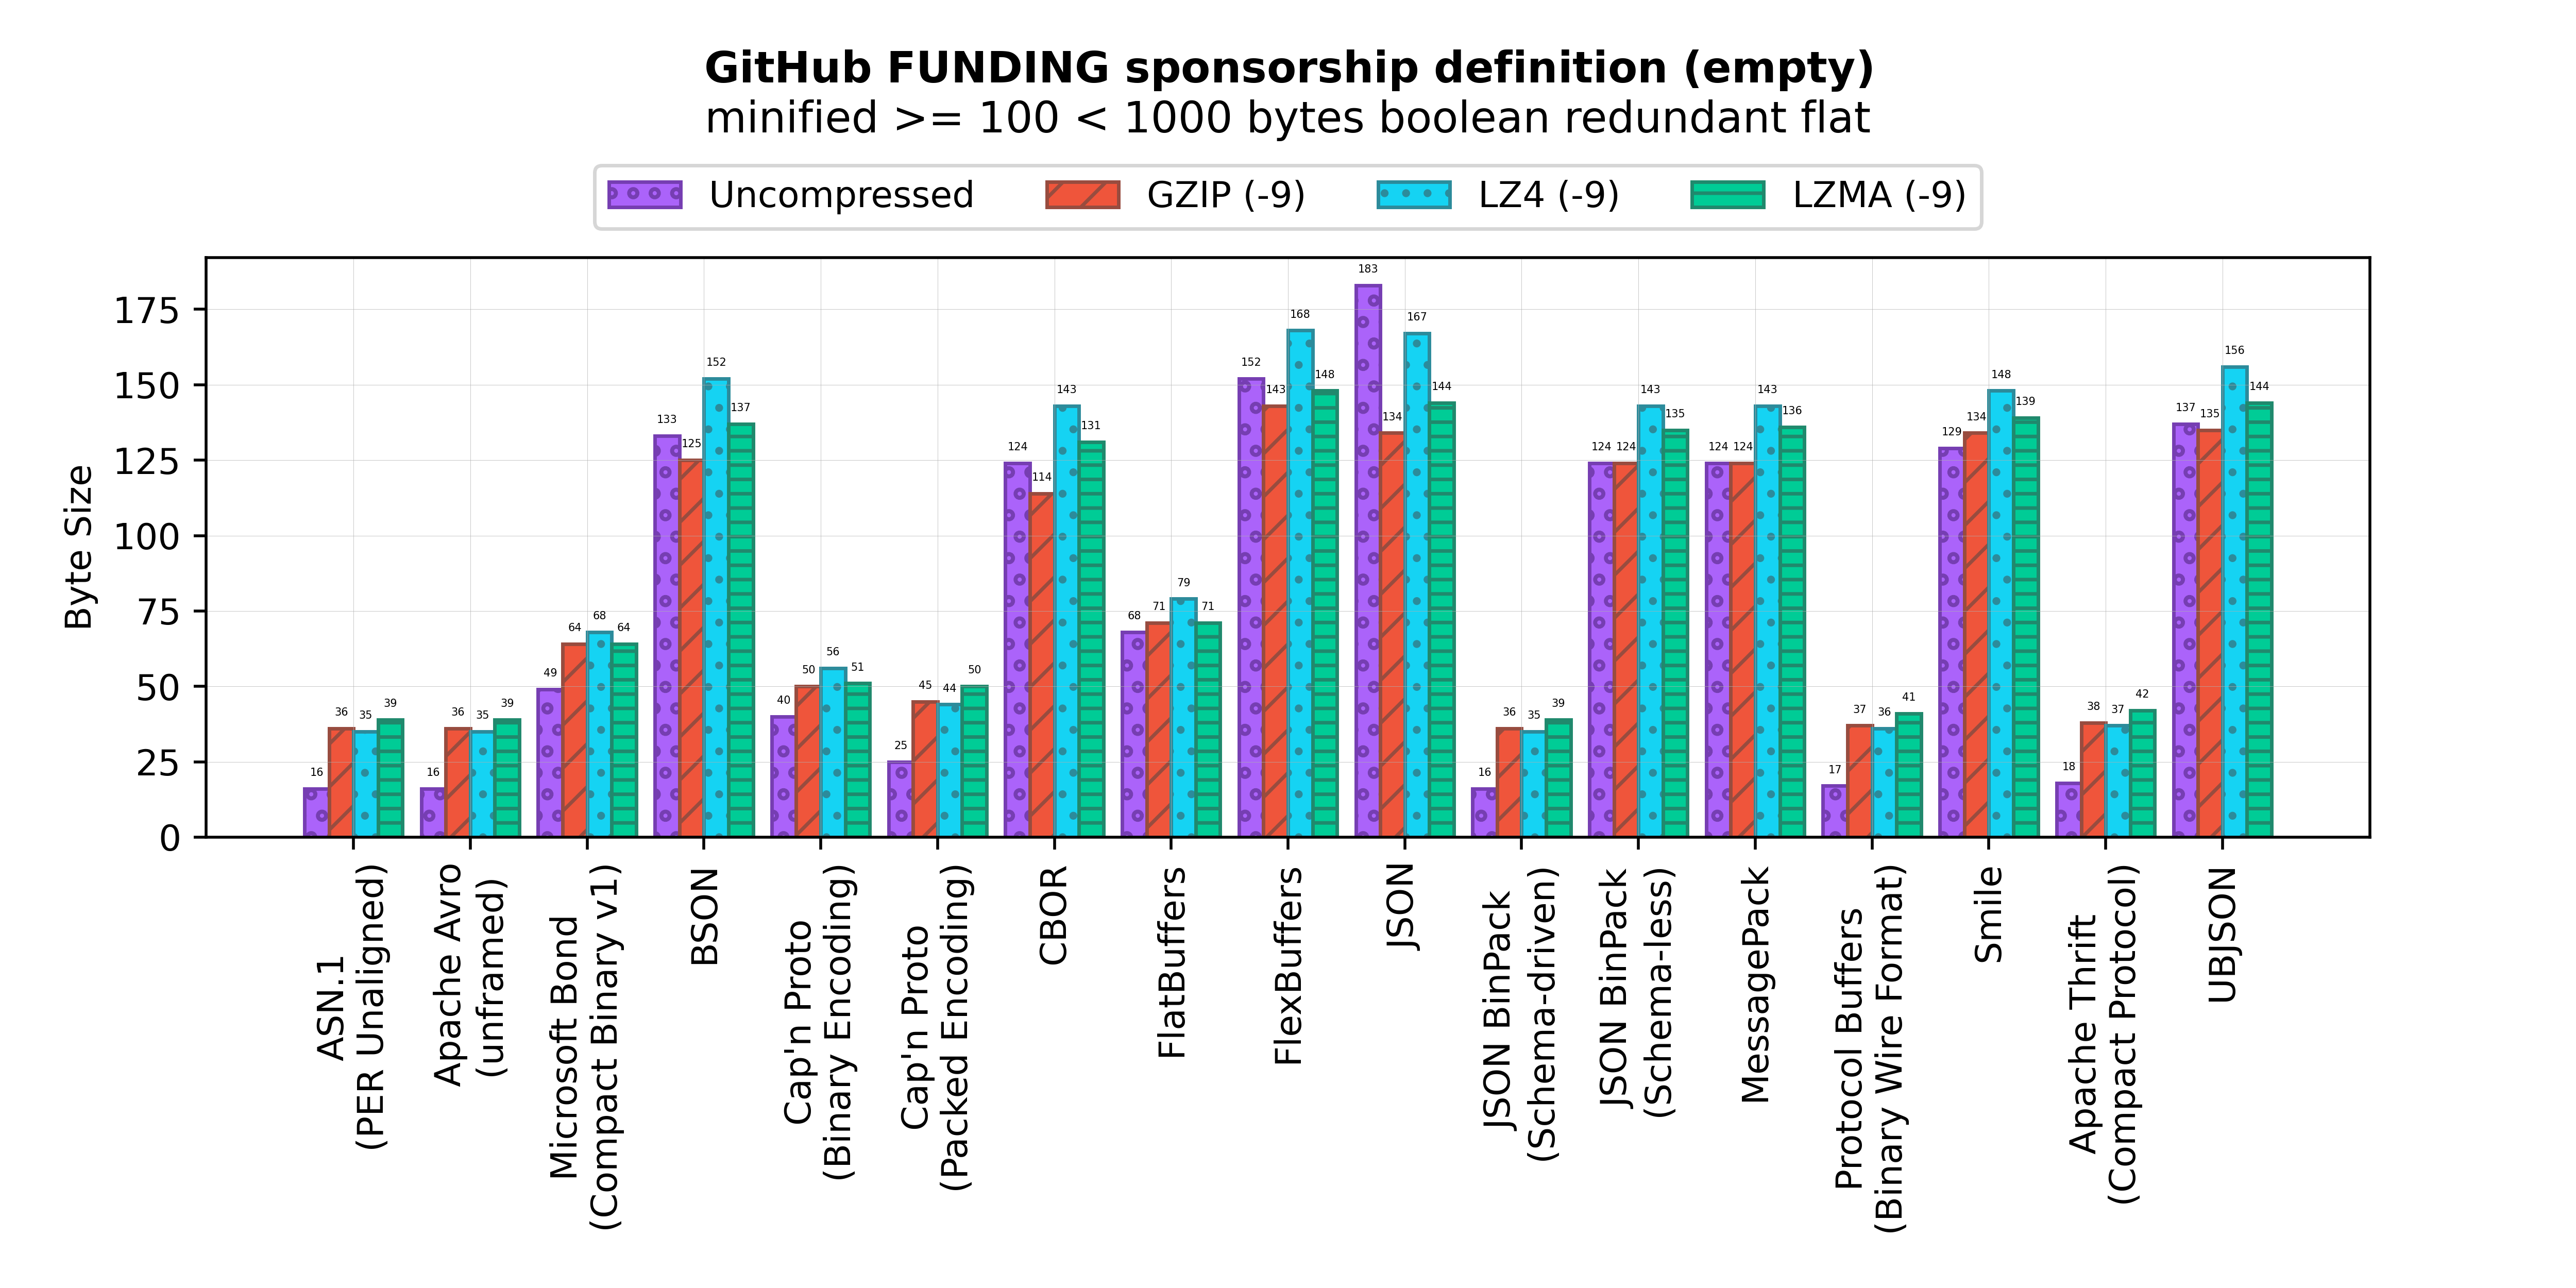 GitHub FUNDING sponsorship definition (empty)
minified >= 100 < 1000 bytes boolean redundant flat
Uncompressed GZIP (-9) LZ4 (-9) LZMA (-9)
Byte Size
175
150
125
100
75
50
25
0
16 36 35 39
16 36 35 39
49 64 68 64
133 125 152 137
40 50 56 51
25 45 44 50
124 114 143 131
68 71 79 71
152 143 168 148
183 134 167 144
16 36 35 39
124 124 143 135
124 124 143 136
17 37 36 41
129 134 148 139
18 38 37 42
137 135 156 144
ASN.1
(PER Unaligned)
Apache Avro
(unframed)
Microsoft Bond
(Compact Binary v1)
BSON
Cap'n Proto
(Binary Encoding)
Cap'n Proto
(Packed Encoding)
CBOR
FlatBuffers
FlexBuffers
JSON
JSON BinPack
(Schema-driven)
JSON BinPack
(Schema-less)
MessagePack
Protocol Buffers
(Binary Wire Format)
Smile
Apache Thrift
(Compact Protocol)
UBJSON